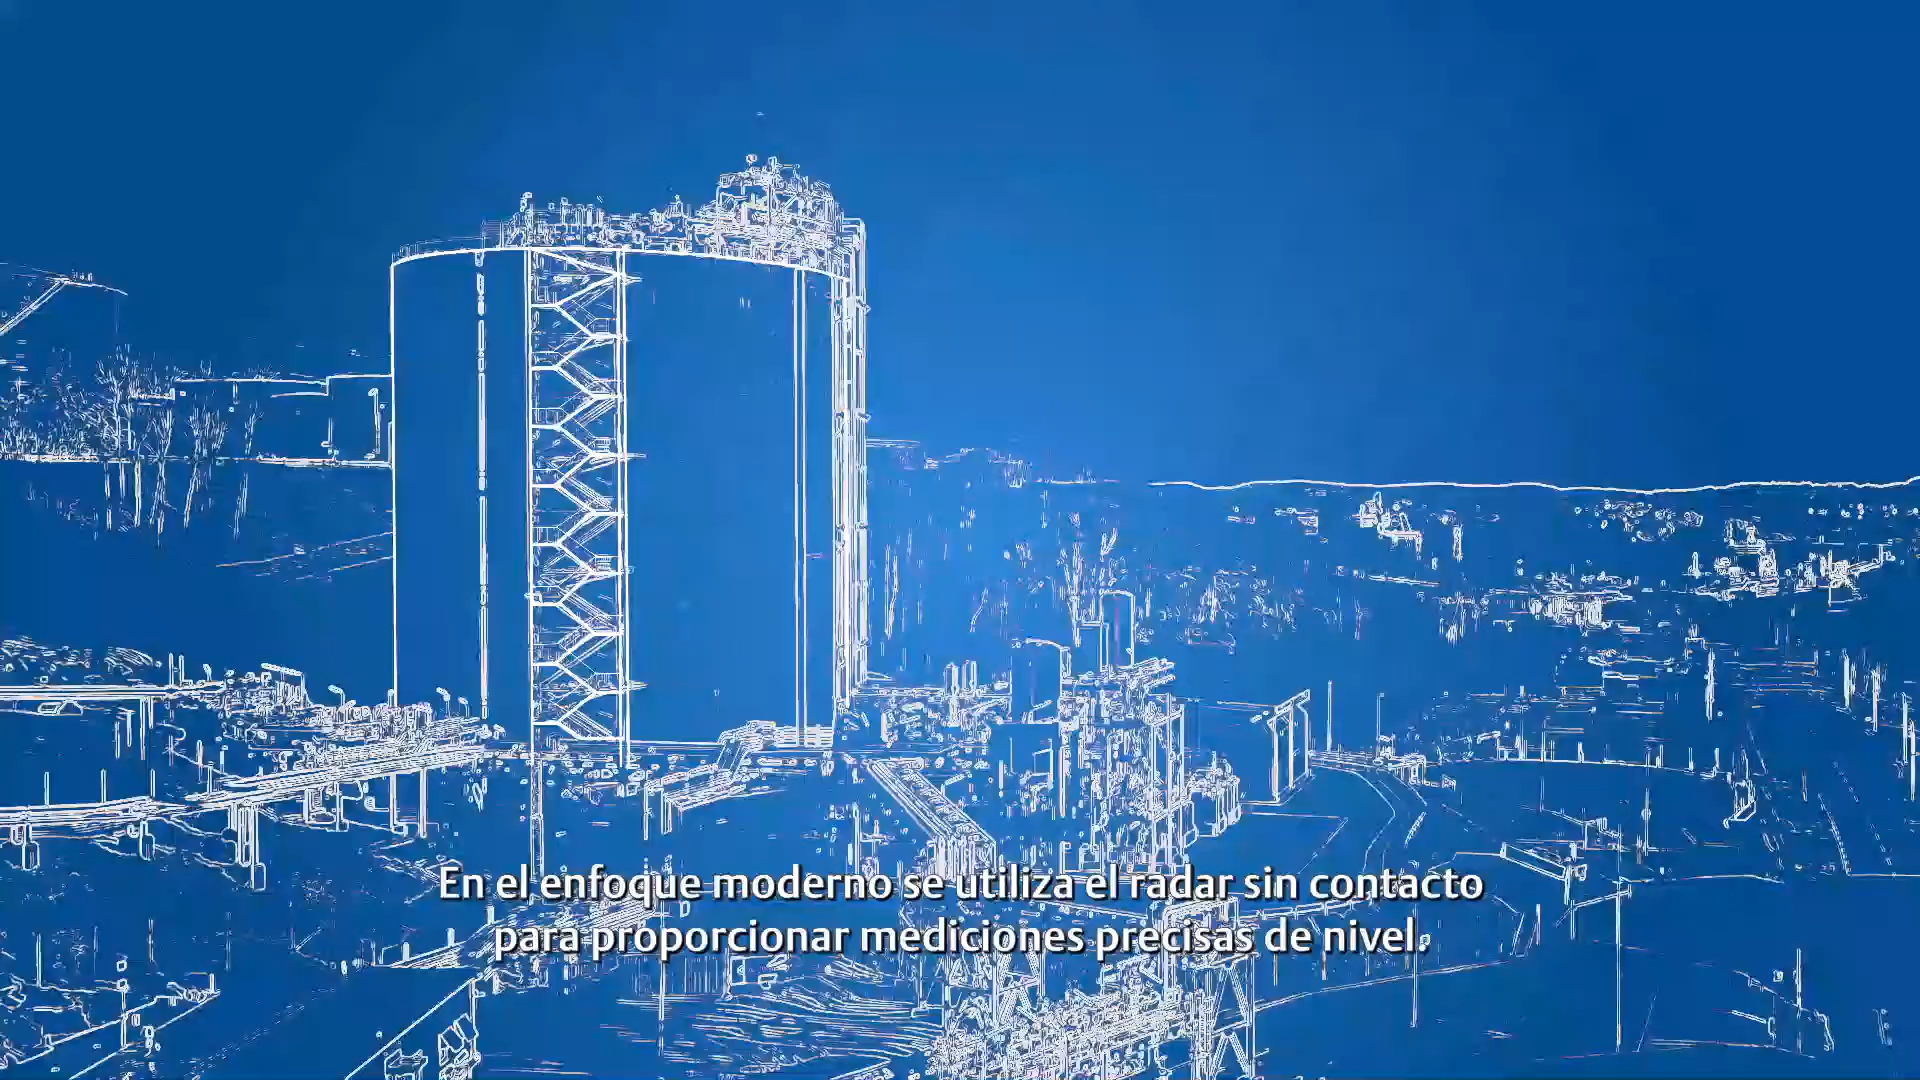 En el enfoque moderno se utiliza el radar sin contacto
para proporcionar mediciones precisas de nivel.